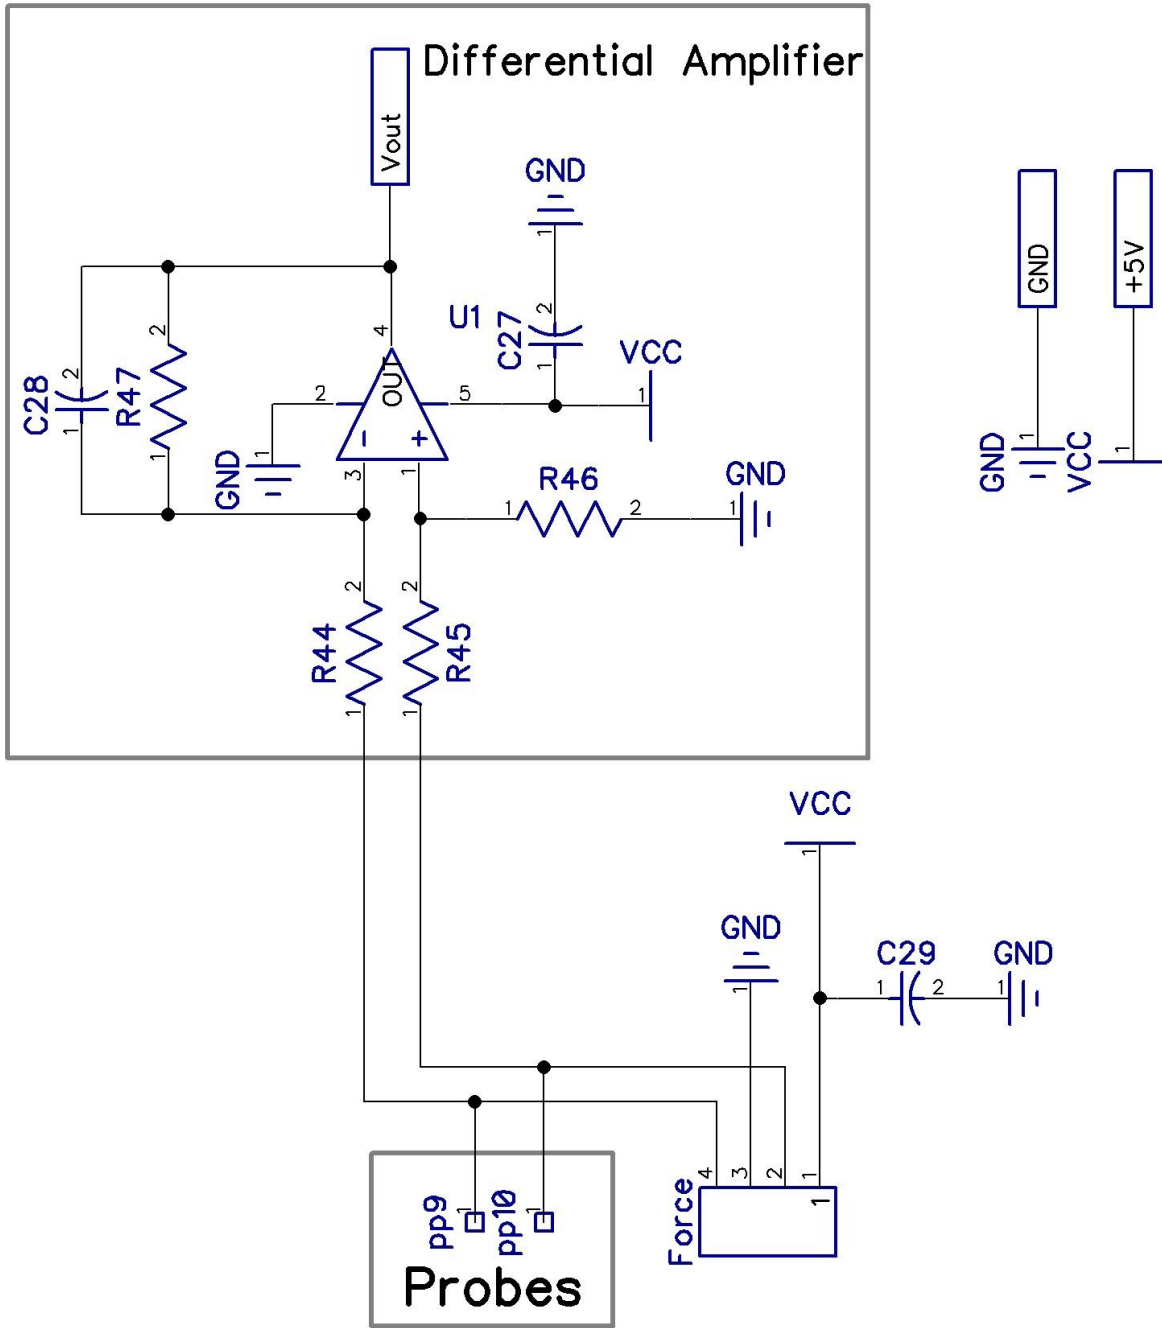 Differential Amplifier
Vout
GND
1
2
C27
1
U1
VCC
1
GND
1
+5V
VCC
1
GND
4
OUT
2
5
-
+
3
1
2
C28
1
2
R47
1
1
GND
R46
1
2
GND
1
2
R44
1
2
R45
1
VCC
1
GND
1
C29
1
2
GND
1
4
3
2
1
1
Force
pp9
1
pp10
1
Probes